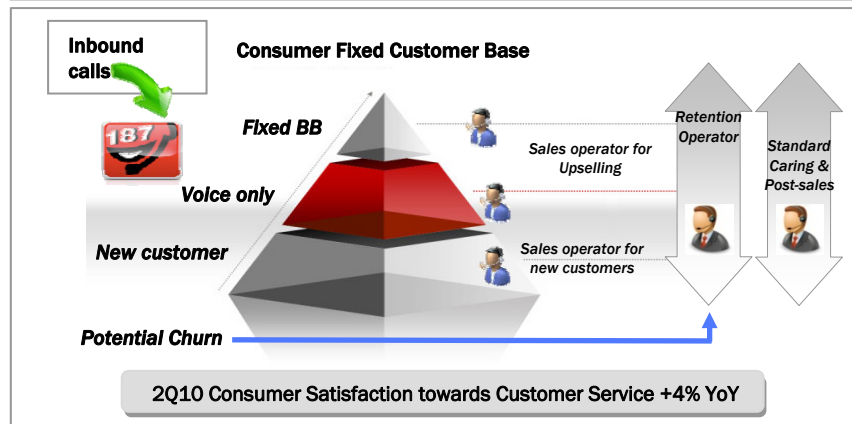 Inbound
calls
Consumer Fixed Customer Base
187
Fixed BB
Retention
Operator
Sales operator for
Upselling
Standard
Caring &
Post-sales
Voice only
New customer
Sales operator for
new customers
Potential Churn
2Q10 Consumer Satisfaction towards Customer Service +4% YoY